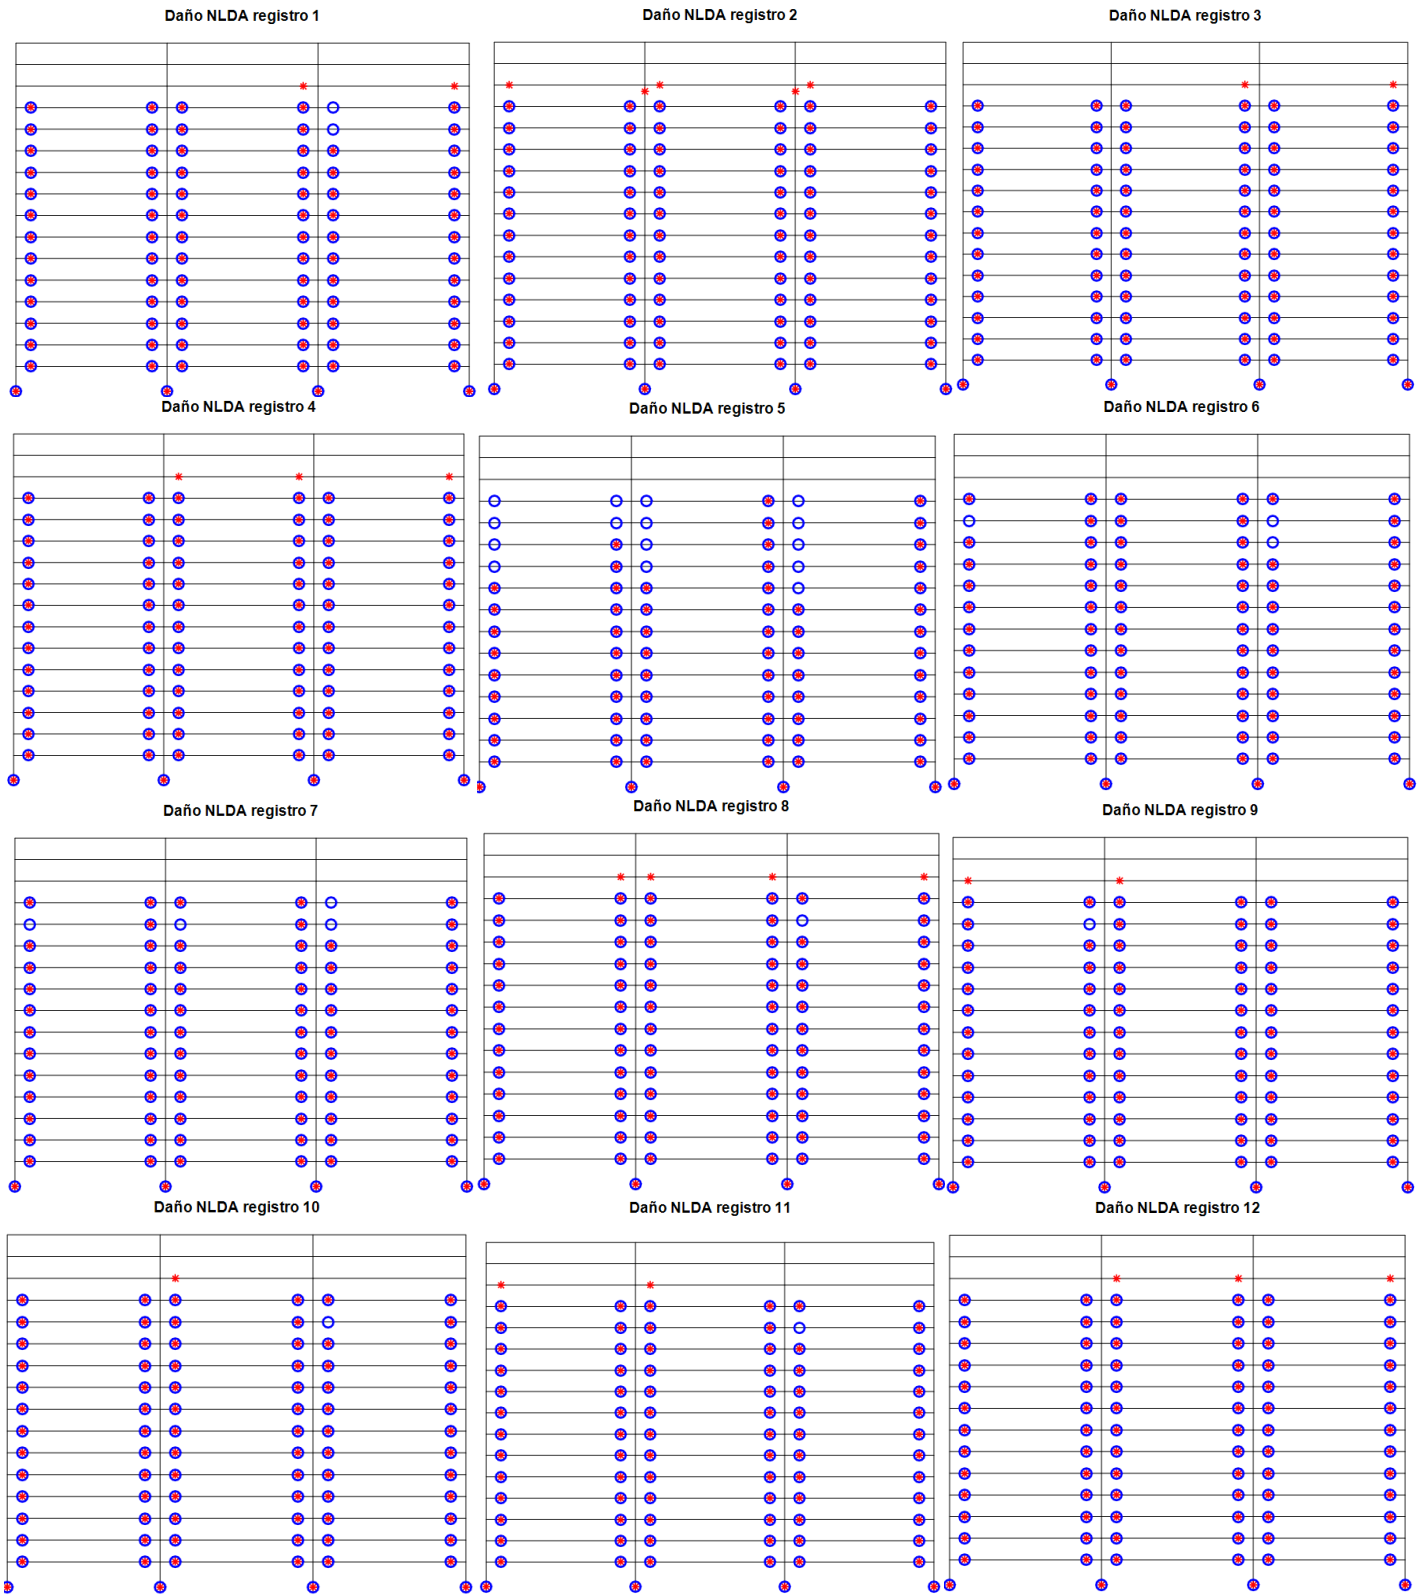 Daño NLDA registro 1
Daño NLDA registro 2
Daño NLDA registro 3
Daño NLDA registro 4
Daño NLDA registro 5
Daño NLDA registro 6
Daño NLDA registro 7
Daño NLDA registro 8
Daño NLDA registro 9
Daño NLDA registro 10
Daño NLDA registro 11
Daño NLDA registro 12